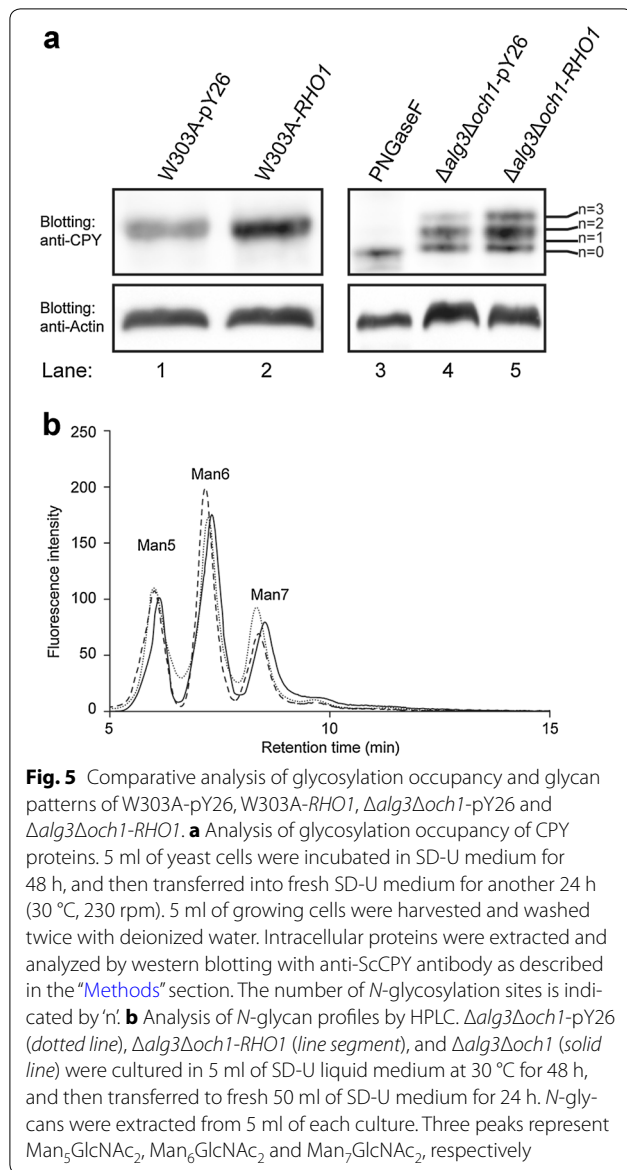 a
W303A-pY26
W303A-RHO1
PNGaseF
Δalg3Δoch1-pY26
Δalg3Δoch1-RHO1
Blotting:
anti-CPY
n=3
n=2
n=1
n=0
Blotting:
anti-Actin
Lane:
1
2
3
4
5
b
250
200
150
100
50
0
Fluorescence intensity
Man5
Man6
Man7
5
10
15
Retention time (min)
Fig. 5 Comparative analysis of glycosylation occupancy and glycan
patterns of W303A-pY26, W303A-RHO1, Δalg3Δoch1-pY26 and
Δalg3Δoch1-RHO1. a Analysis of glycosylation occupancy of CPY
proteins. 5 ml of yeast cells were incubated in SD-U medium for
48 h, and then transferred into fresh SD-U medium for another 24 h
(30 °C, 230 rpm). 5 ml of growing cells were harvested and washed
twice with deionized water. Intracellular proteins were extracted and
analyzed by western blotting with anti-ScCPY antibody as described
in the “Methods” section. The number of N-glycosylation sites is indi-
cated by ‘n’. b Analysis of N-glycan profiles by HPLC. Δalg3Δoch1-pY26
(dotted line), Δalg3Δoch1-RHO1 (line segment), and Δalg3Δoch1 (solid
line) were cultured in 5 ml of SD-U liquid medium at 30 °C for 48 h,
and then transferred to fresh 50 ml of SD-U medium for 24 h. N-gly-
cans were extracted from 5 ml of each culture. Three peaks represent
Man₅GlcNAc₂, Man₆GlcNAc₂ and Man₇GlcNAc₂, respectively